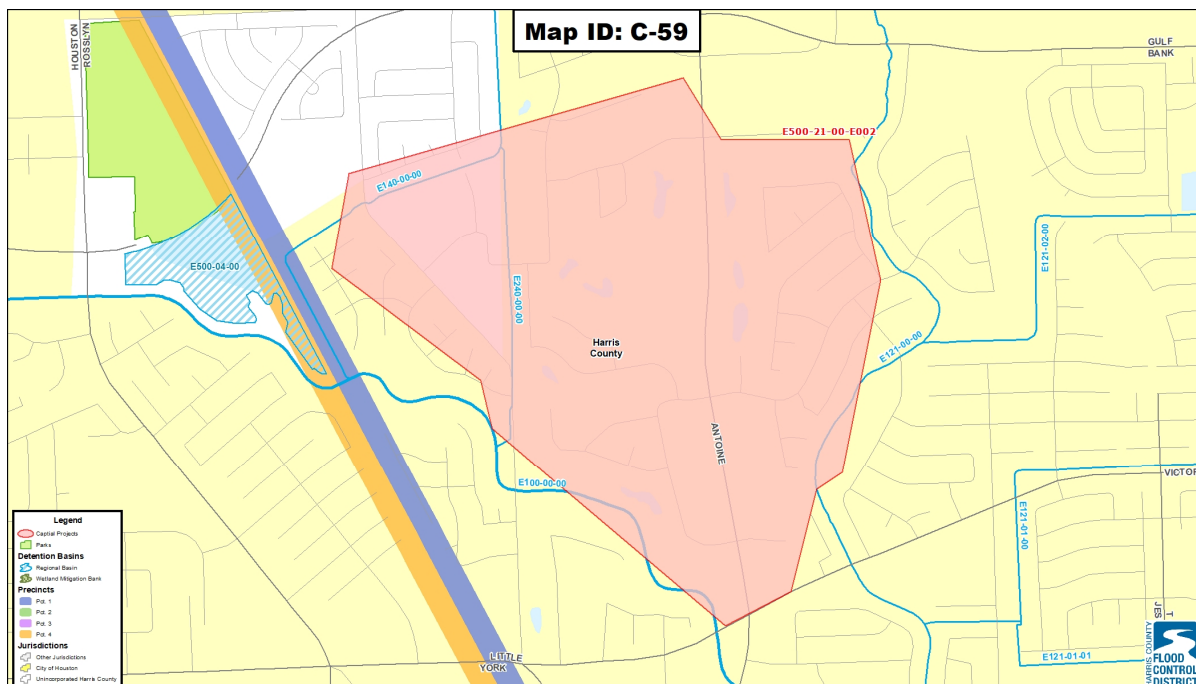 Map ID: C-59
HOUSTON
ROSSLYN
GULF
BANK
E500-21-00-E002
E140-00-00
E121-02-00
E500-04-00
E240-00-00
Harris
County
E121-00-00
ANTOINE
E100-00-00
VICTOR
E121-01-00
LITTLE
YORK
E121-01-01
T
JES
Legend
Captial Projects
Parks
Detention Basins
Regional Basin
Wetland Mitigation Bank
Precincts
Pct. 1
Pct. 2
Pct. 3
Pct. 4
Jurisdictions
Other Jurisdictions
City of Houston
Unincorporated Harris County
HARRIS COUNTY
FLOOD
CONTROL
DISTRICT